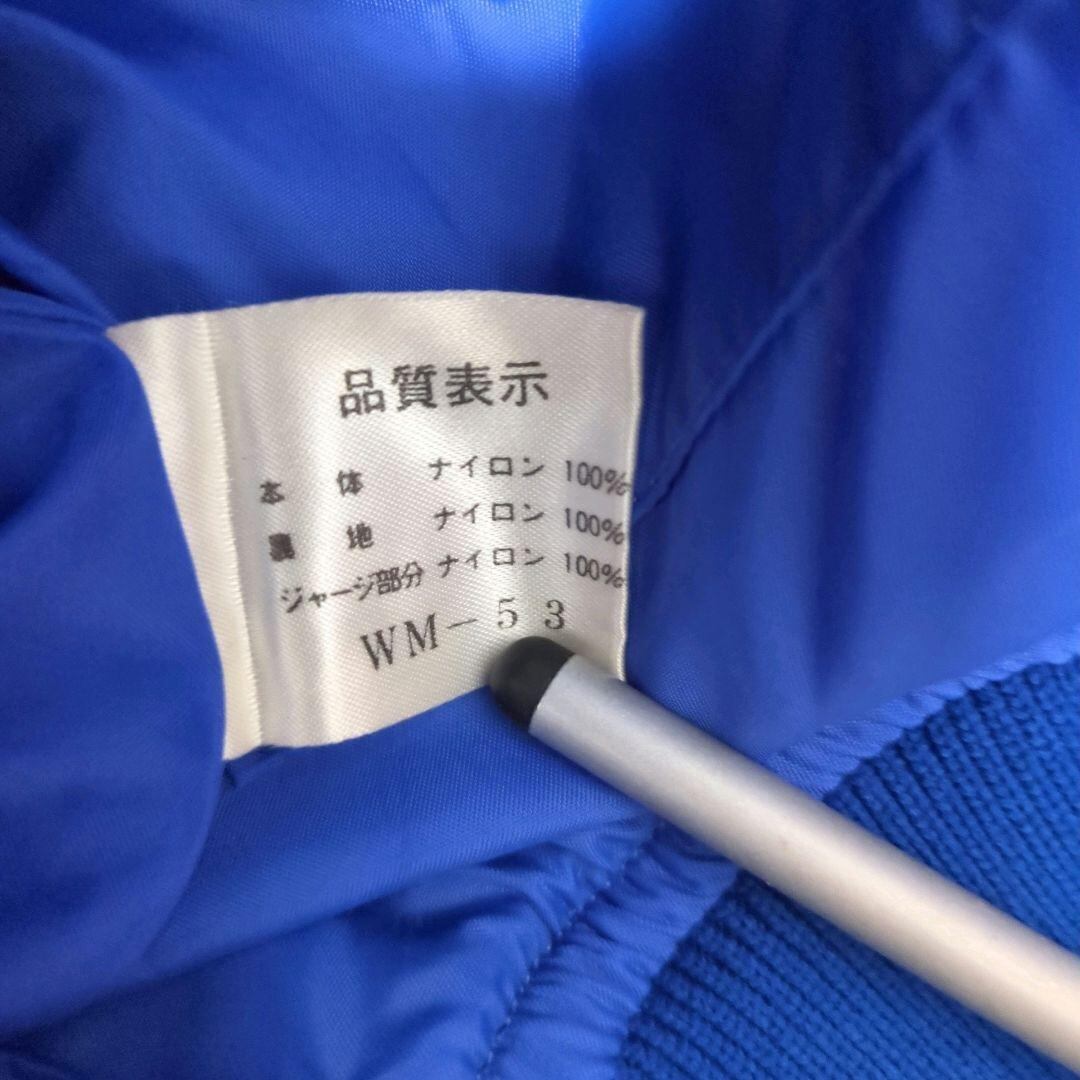 品質表示
本 体 ナイロン 100%
裏 地 ナイロン 100%
ジャージ部分 ナイロン 100%
WM-53